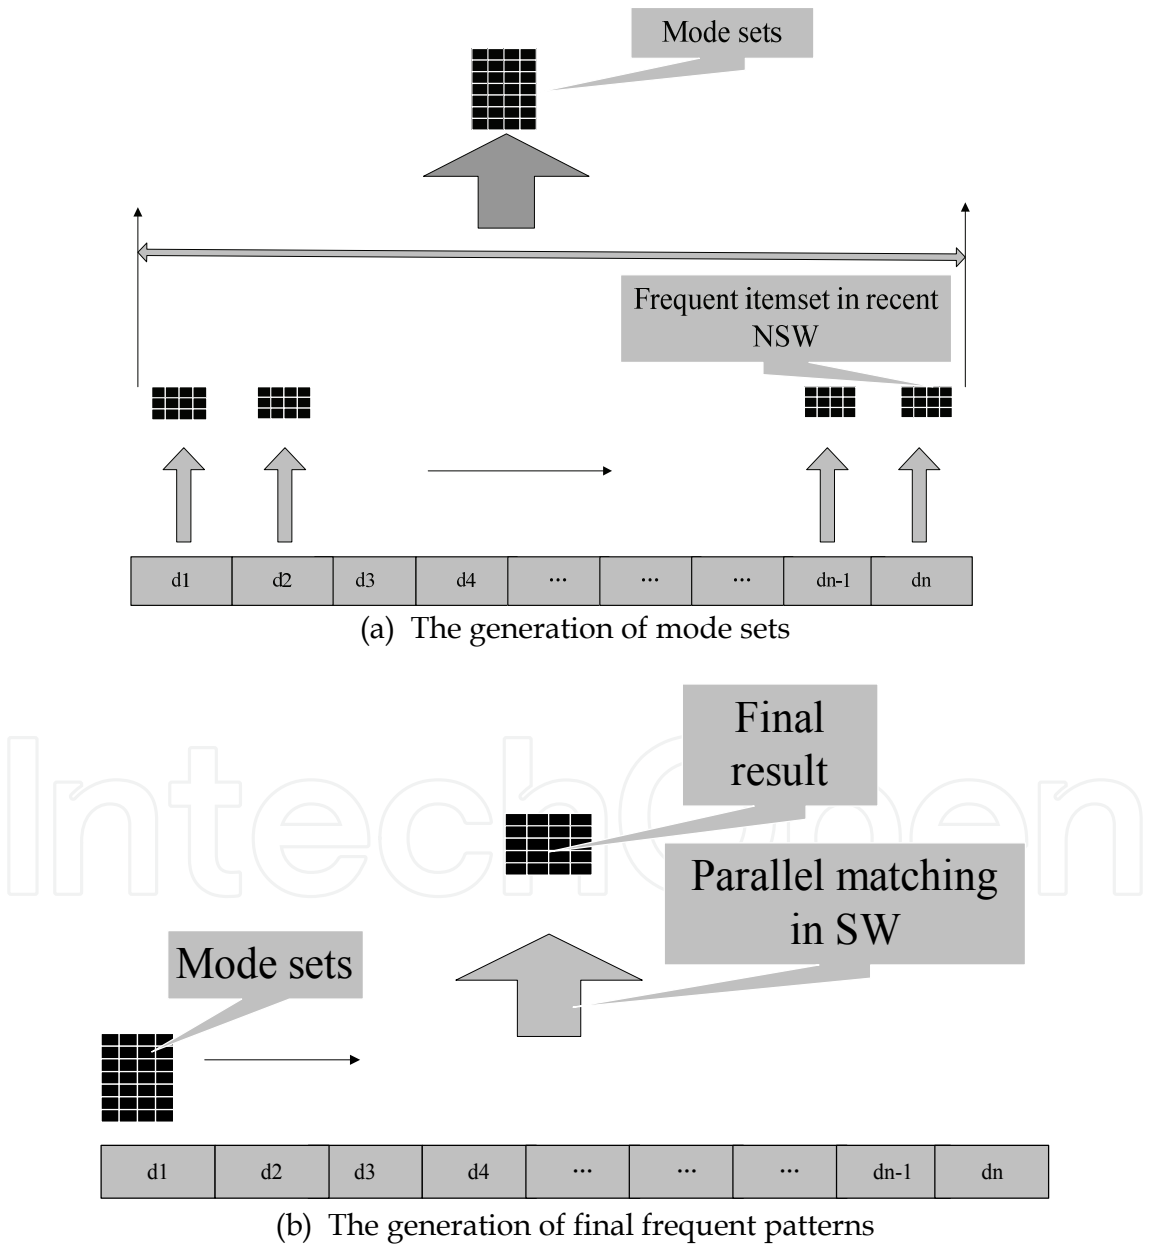 Mode sets
Frequent itemset in recent
NSW
d1 d2 d3 d4 ... ... ... dn-1 dn
(a) The generation of mode sets
Final
result
IntechOpen
Parallel matching
in SW
Mode sets
d1 d2 d3 d4 ... ... ... dn-1 dn
(b) The generation of final frequent patterns